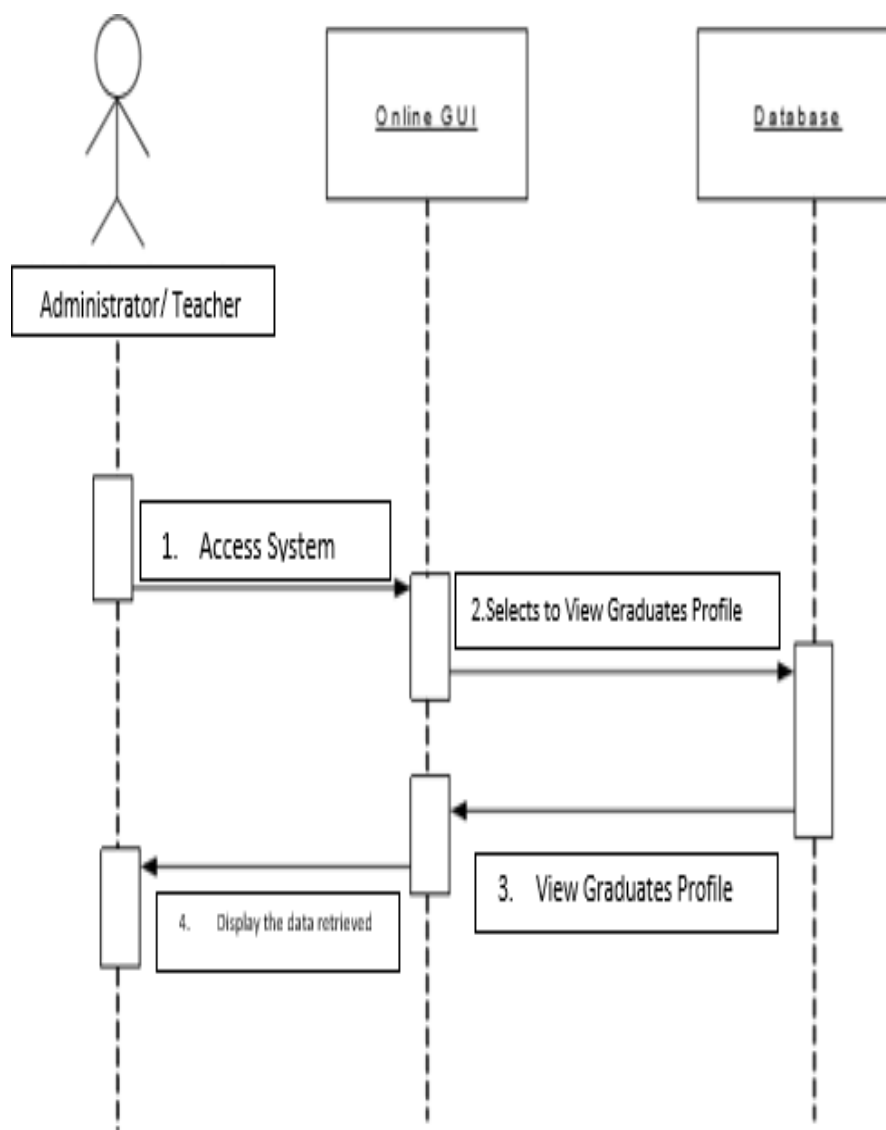 Online GUI
Database
Administrator/ Teacher
1. Access System
2.Selects to View Graduates Profile
3. View Graduates Profile
4. Display the data retrieved